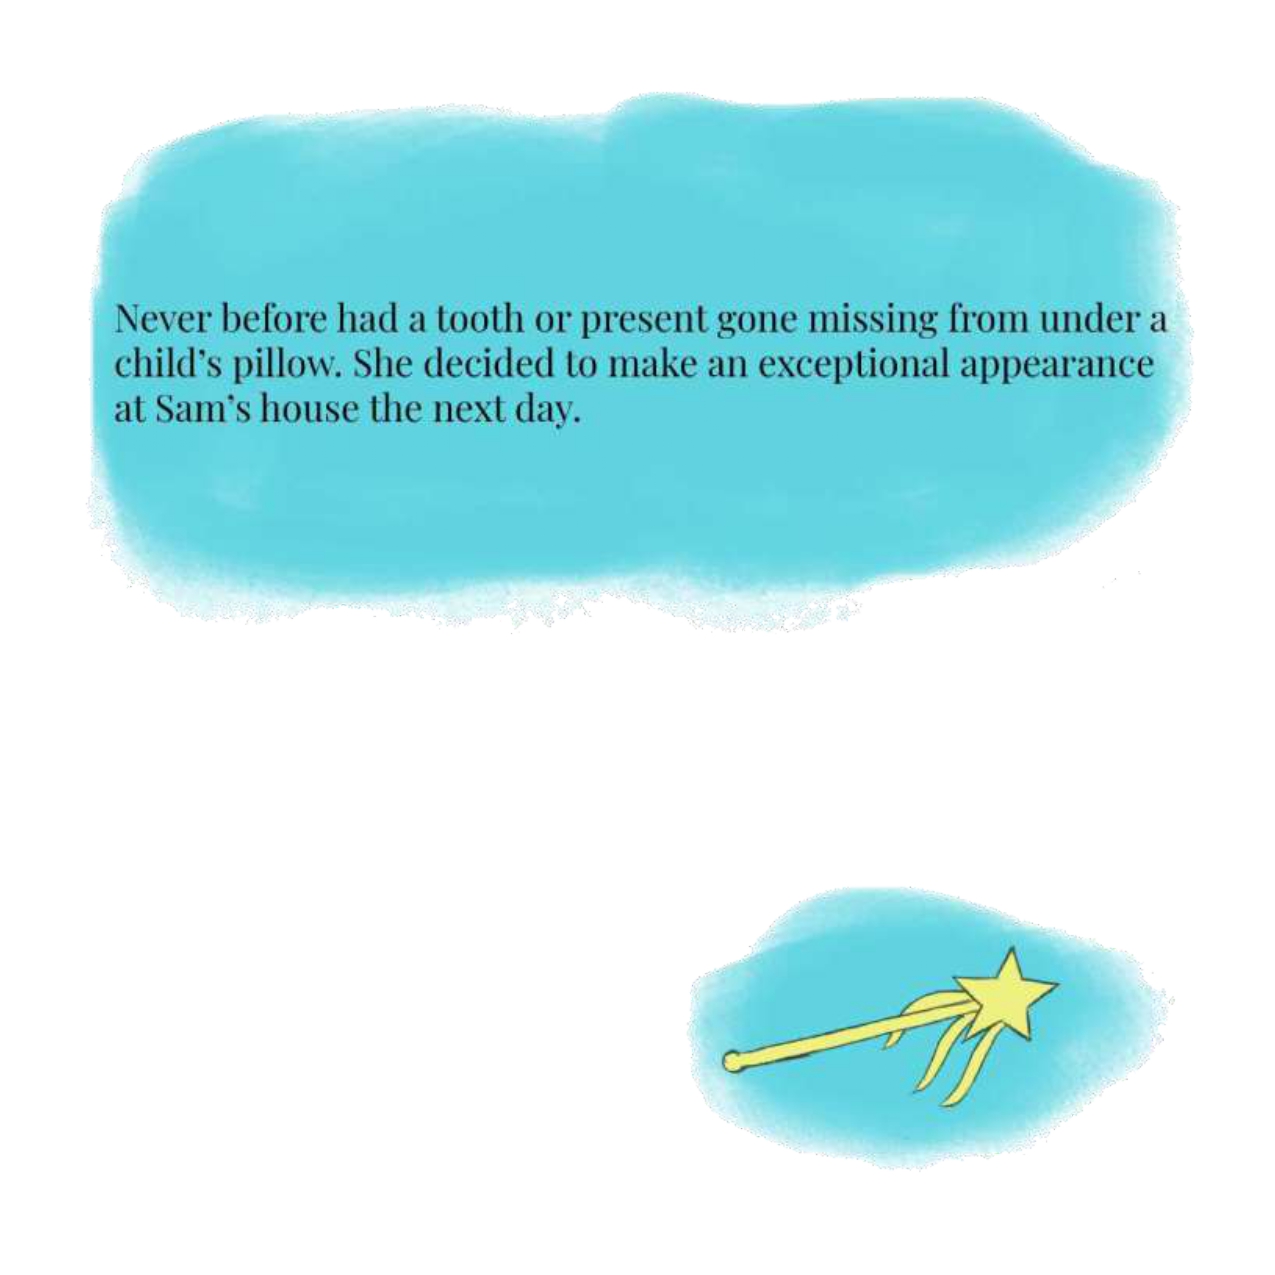 Never before had a tooth or present gone missing from under a
child’s pillow. She decided to make an exceptional appearance
at Sam’s house the next day.